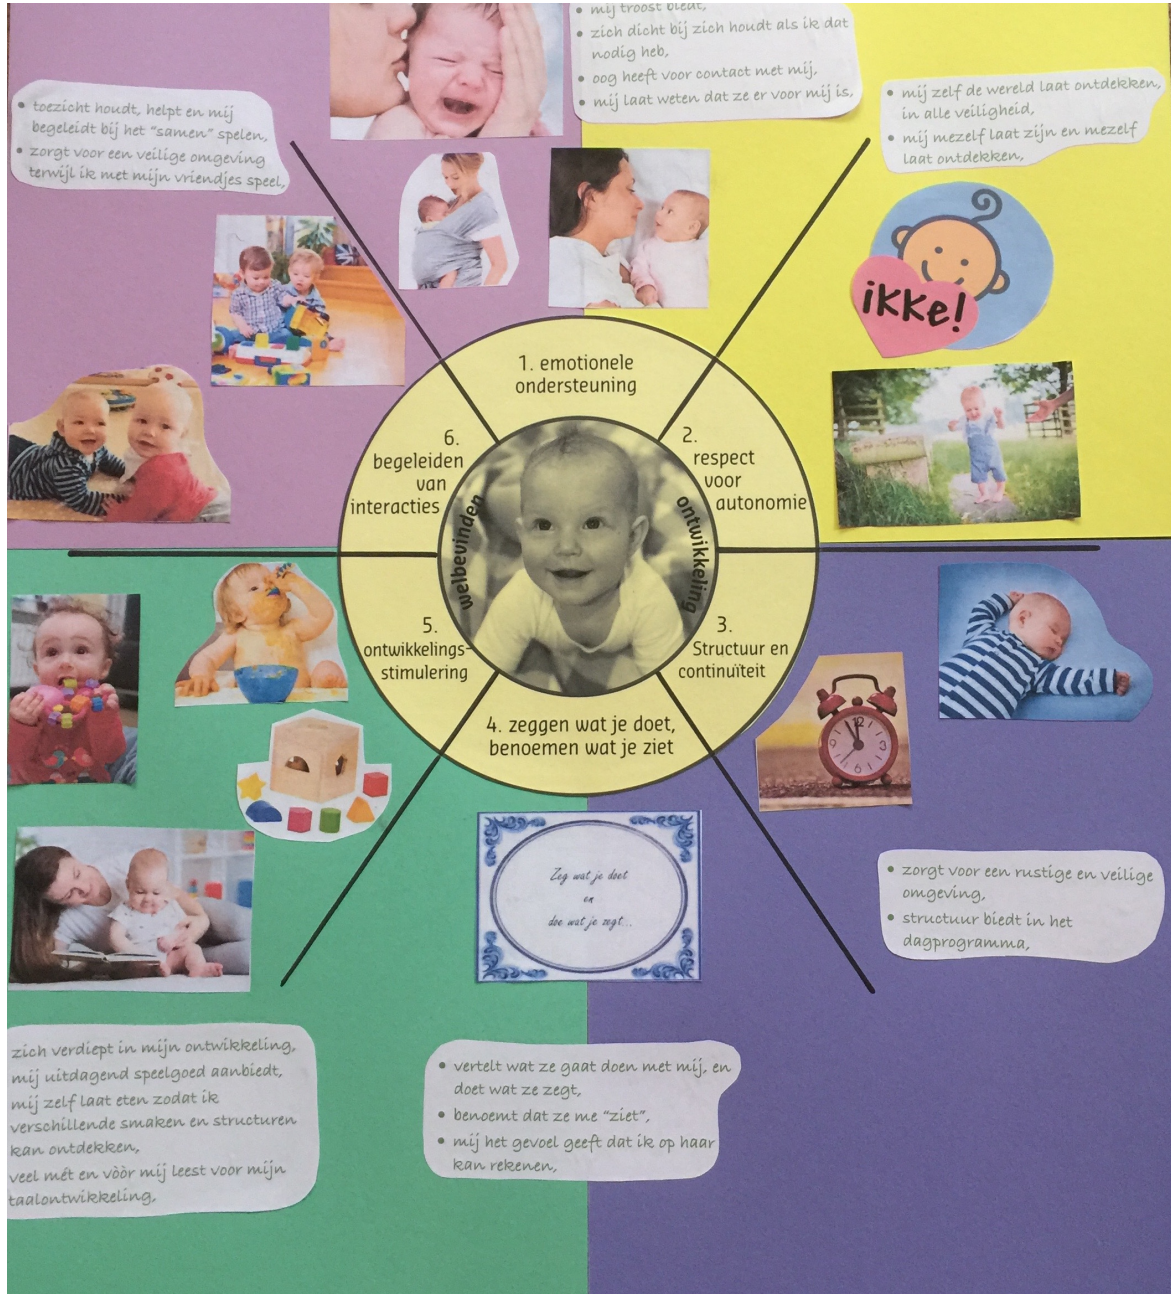 mij troost biedt,
zich dicht bij zich houdt als ik dat
nodig heb,
oog heeft voor contact met mij,
mij laat weten dat ze er voor mij is,
mij zelf de wereld laat ontdekken,
in alle veiligheid,
mij mezelf laat zijn en mezelf
laat ontdekken,
toezicht houdt, helpt en mij
begeleidt bij het "samen" spelen,
zorgt voor een veilige omgeving
terwijl ik met mijn vriendjes speel,
ikke!
1. emotionele
ondersteuning
2.
respect
voor
autonomie
3.
Structuur en
continuïteit
4. zeggen wat je doet,
benoemen wat je ziet
5.
ontwikkelings-
stimulering
6.
begeleiden
van
interacties
welbevinden
ontwikkeling
12
3
6
9
Zeg wat je doet
en
doe wat je zegt...
zorgt voor een rustige en veilige
omgeving,
structuur biedt in het
dagprogramma,
zich verdiept in mijn ontwikkeling,
mij uitdagend speelgoed aanbiedt,
mij zelf laat eten zodat ik
verschillende smaken en structuren
kan ontdekken,
veel mét en vòòr mij leest voor mijn
taalontwikkeling,
vertelt wat ze gaat doen met mij, en
doet wat ze zegt,
benoemt dat ze me "ziet",
mij het gevoel geeft dat ik op haar
kan rekenen,